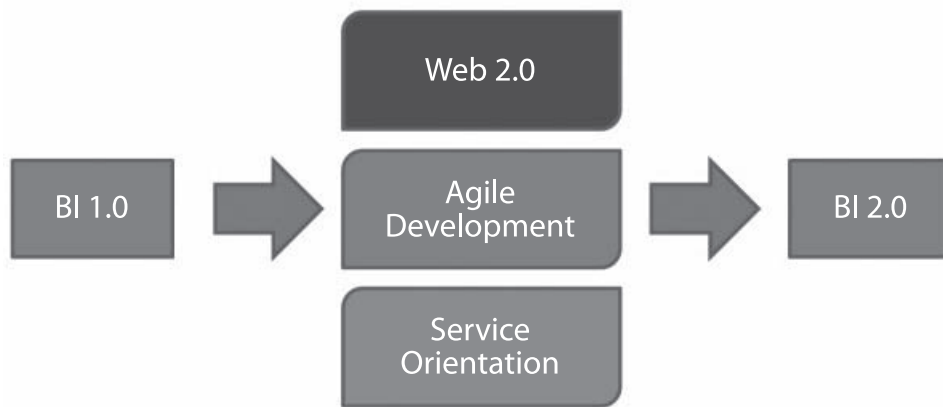 Web 2.0
BI 1.0
Agile
Development
BI 2.0
Service
Orientation